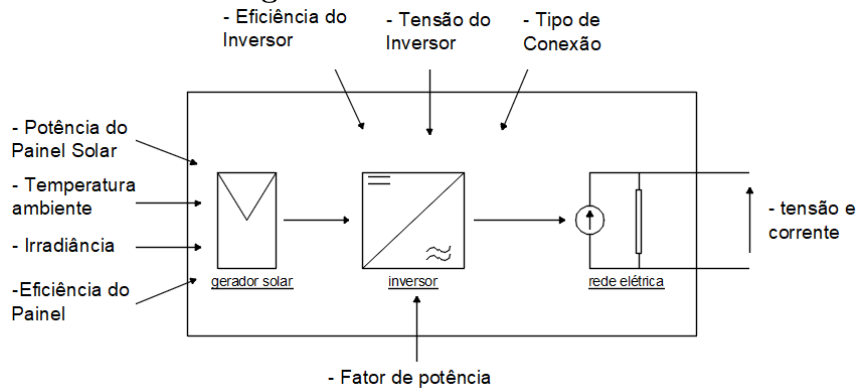 - Eficiência do
Inversor
- Tensão do
Inversor
- Tipo de
Conexão
- Potência do
Painel Solar
- Temperatura
ambiente
- Irradiância
-Eficiência do
Painel
gerador solar
inversor
rede elétrica
- tensão e
corrente
- Fator de potência